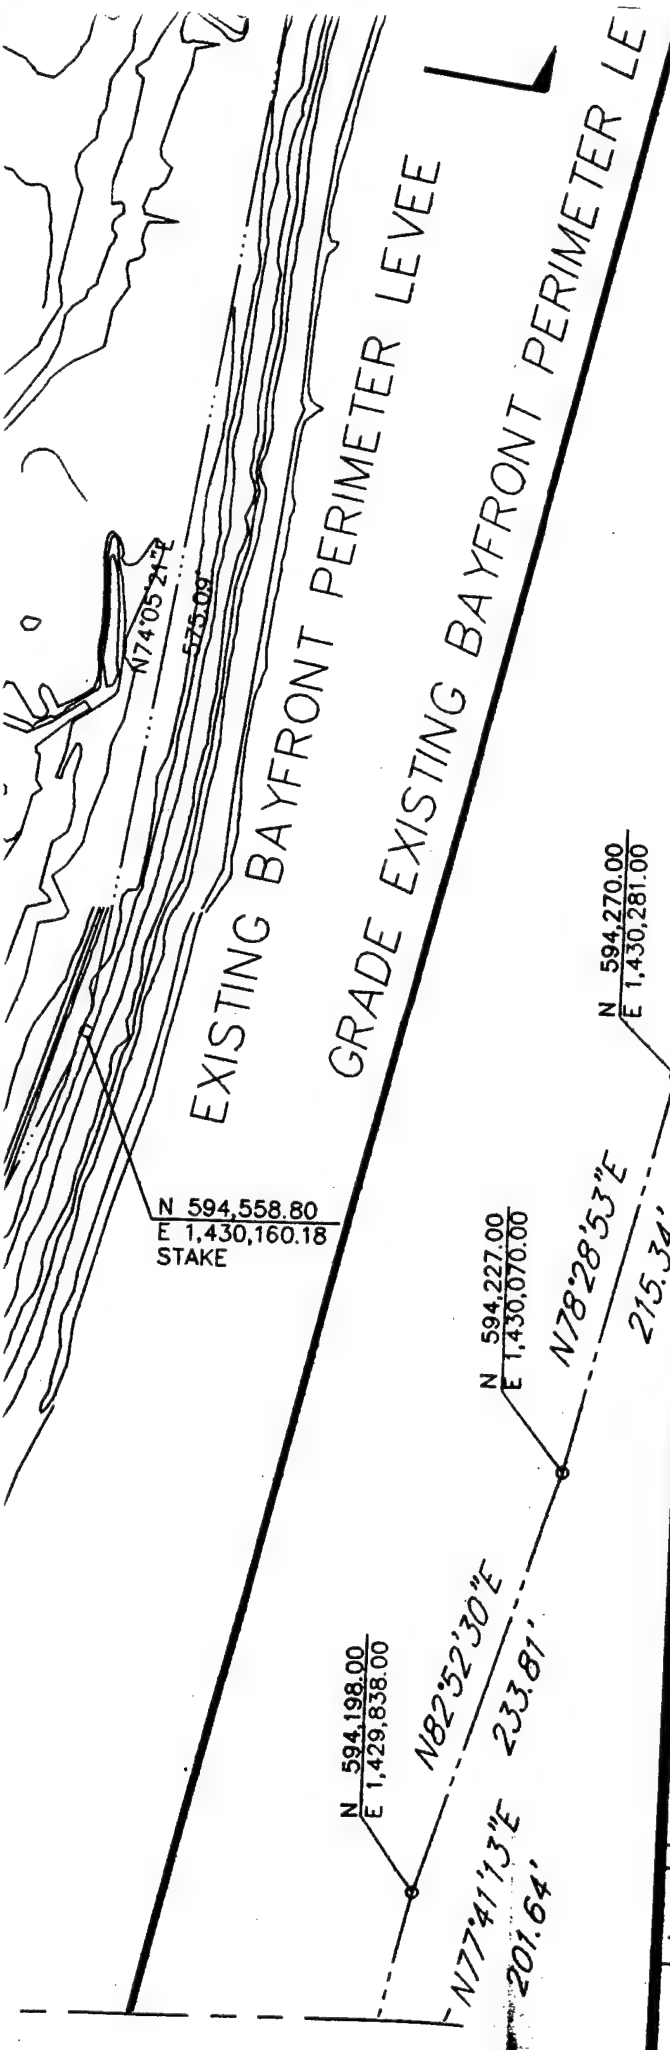 N74°05'21"E
575.09'
EXISTING BAYFRONT PERIMETER LEVEE
GRADE EXISTING BAYFRONT PERIMETER
N 594,558.80
E 1,430,160.18
STAKE
N 594,270.00
E 1,430,281.00
N78°28'53"E
215.34'
N 594,227.00
E 1,430,070.00
N82°52'30"E
233.81'
N 594,198.00
E 1,429,838.00
N77°41'13"E
201.64'